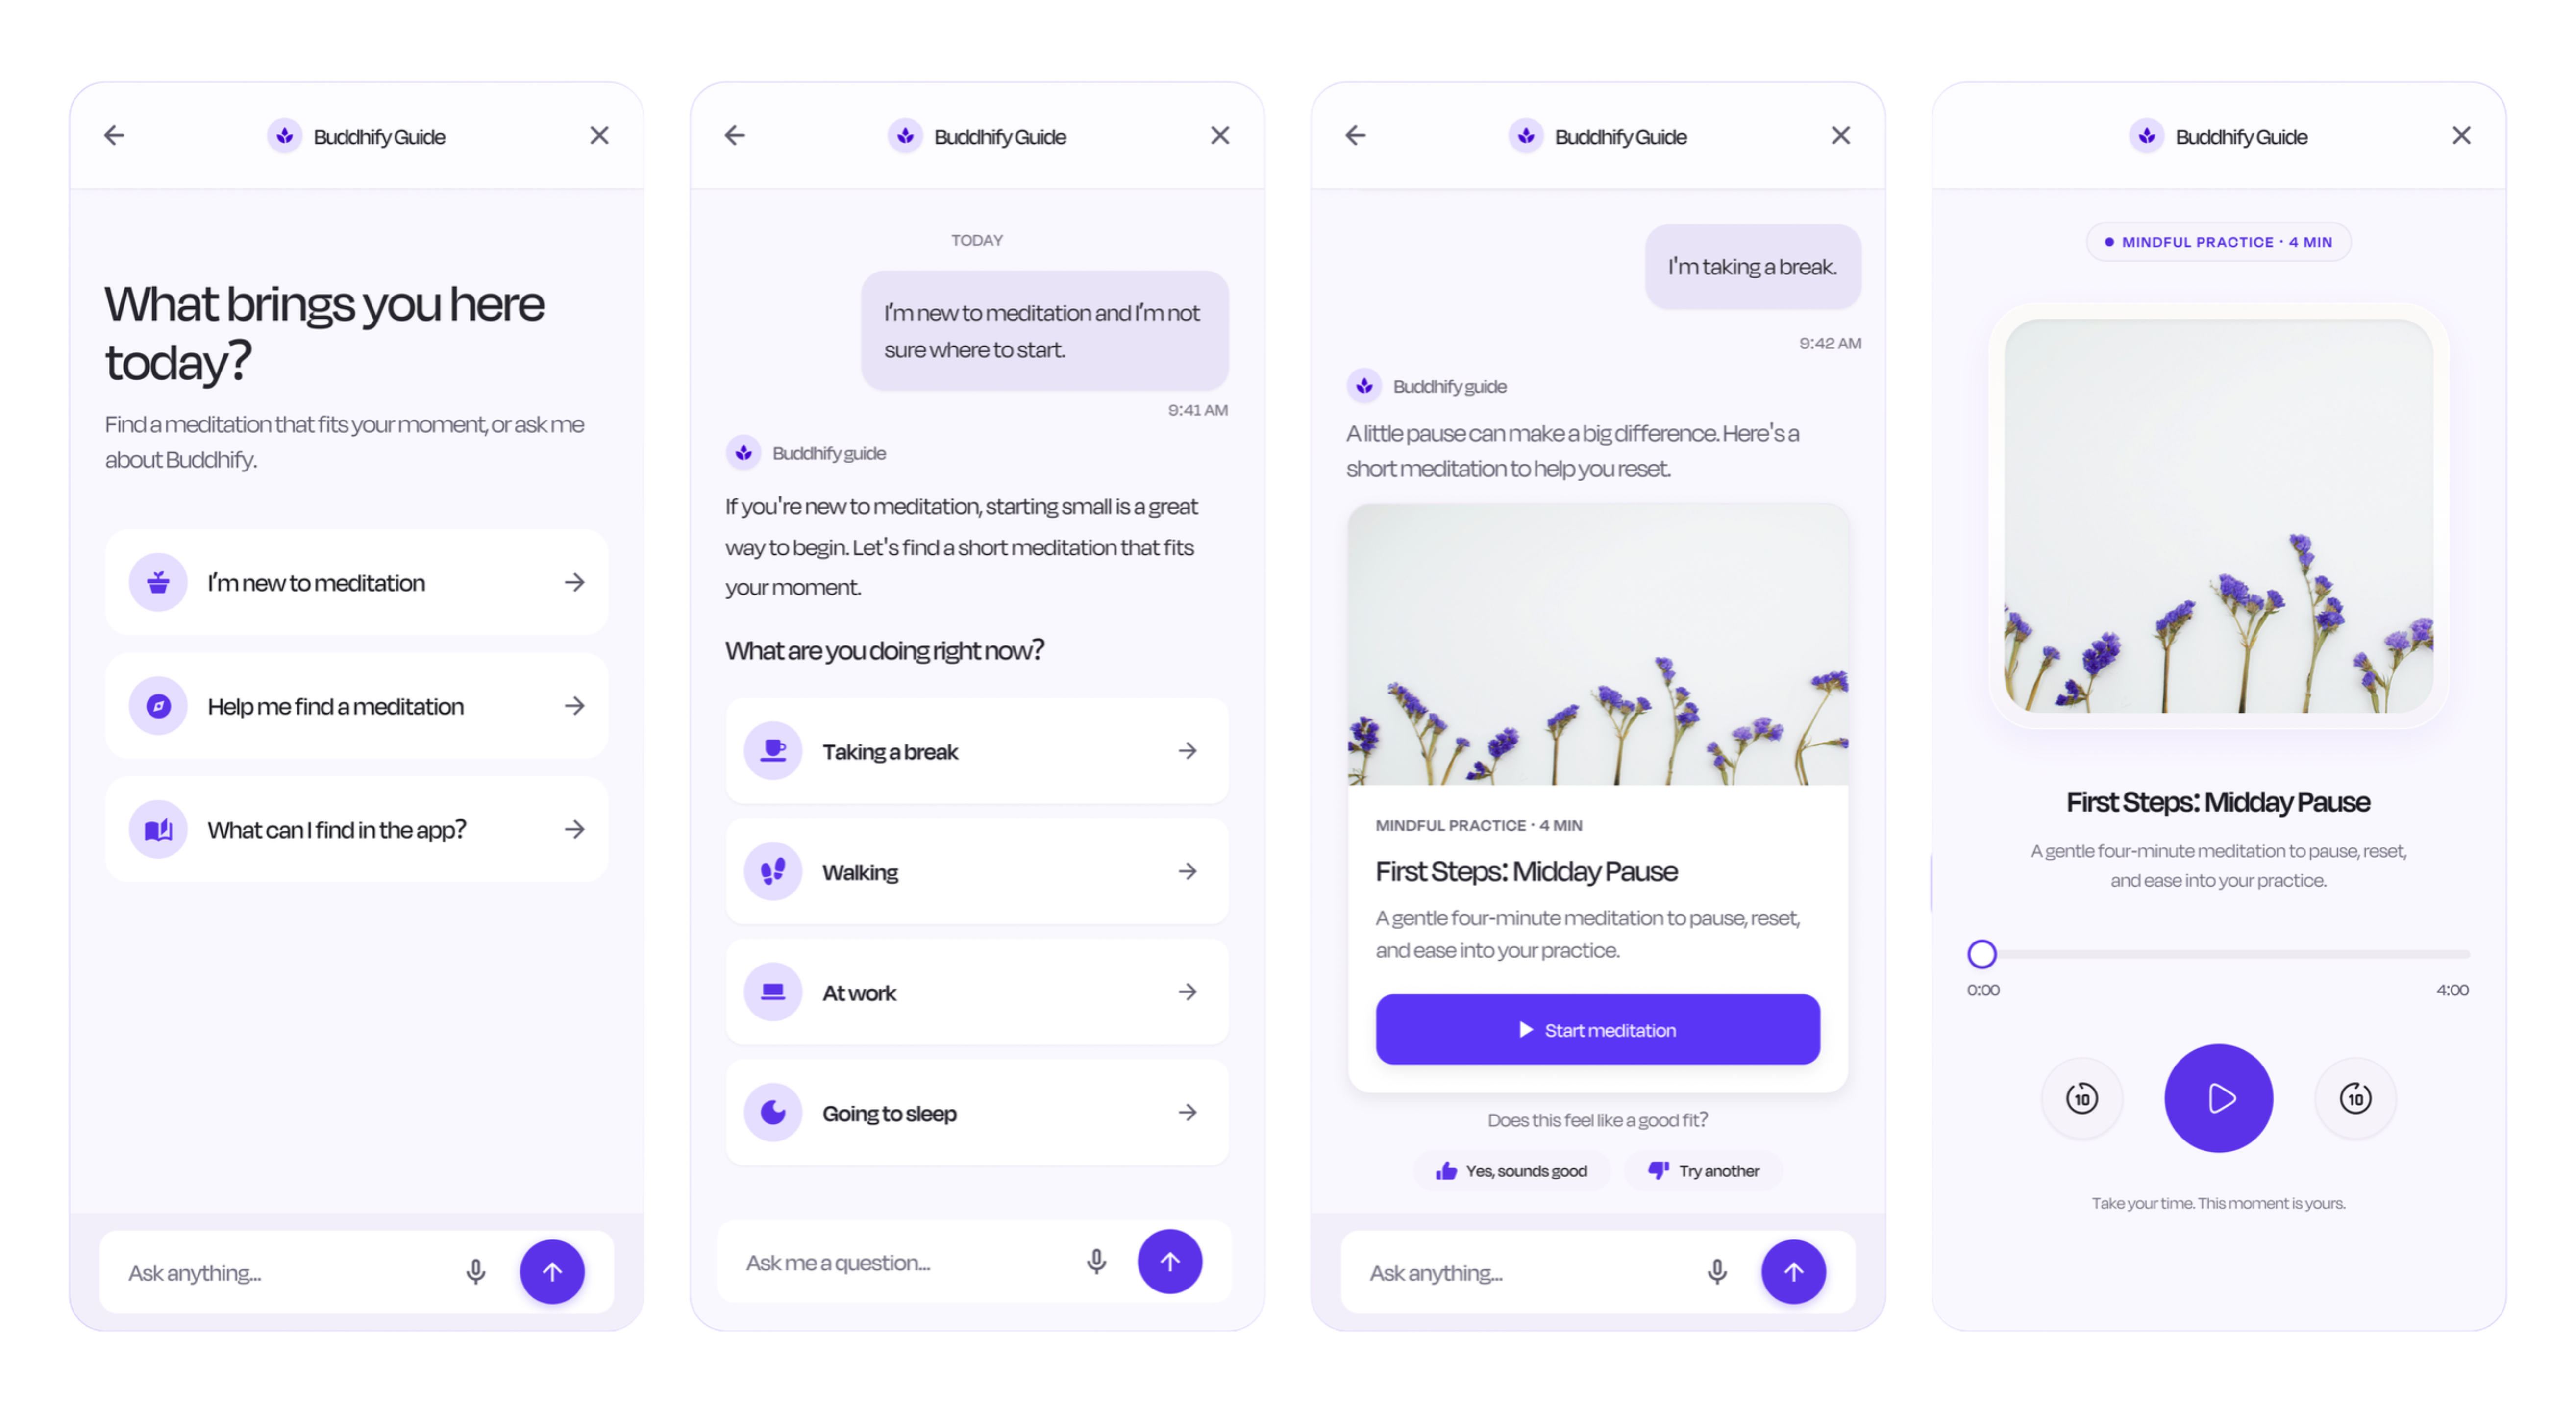 Buddhify Guide
What brings you here
today?
Find a meditation that fits your moment, or ask me
about Buddhify.
I'm new to meditation
Help me find a meditation
What can I find in the app?
Ask anything...
Buddhify Guide
TODAY
I'm new to meditation and I'm not
sure where to start.
9:41 AM
Buddhify guide
If you're new to meditation, starting small is a great
way to begin. Let's find a short meditation that fits
your moment.
What are you doing right now?
Taking a break
Walking
At work
Going to sleep
Ask me a question...
Buddhify Guide
I'm taking a break.
9:42 AM
Buddhify guide
A little pause can make a big difference. Here's a
short meditation to help you reset.
MINDFUL PRACTICE · 4 MIN
First Steps: Midday Pause
A gentle four-minute meditation to pause, reset,
and ease into your practice.
Start meditation
Does this feel like a good fit?
Yes, sounds good
Try another
Ask anything...
Buddhify Guide
MINDFUL PRACTICE · 4 MIN
First Steps: Midday Pause
A gentle four-minute meditation to pause, reset,
and ease into your practice.
0:00
4:00
10
10
Take your time. This moment is yours.